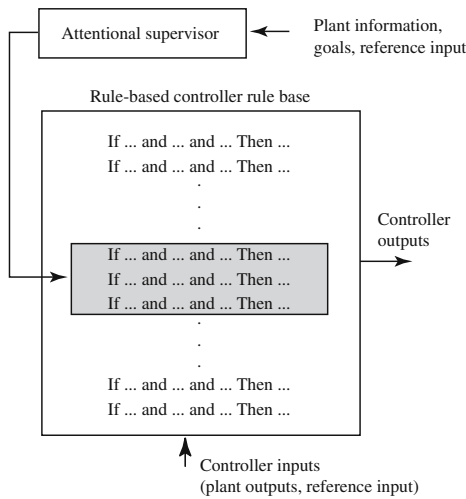 Attentional supervisor
Plant information,
goals, reference input
Rule-based controller rule base
If ... and ... and ... Then ...
If ... and ... and ... Then ...
.
.
.
If ... and ... and ... Then ...
If ... and ... and ... Then ...
If ... and ... and ... Then ...
.
.
.
If ... and ... and ... Then ...
If ... and ... and ... Then ...
Controller
outputs
Controller inputs
(plant outputs, reference input)